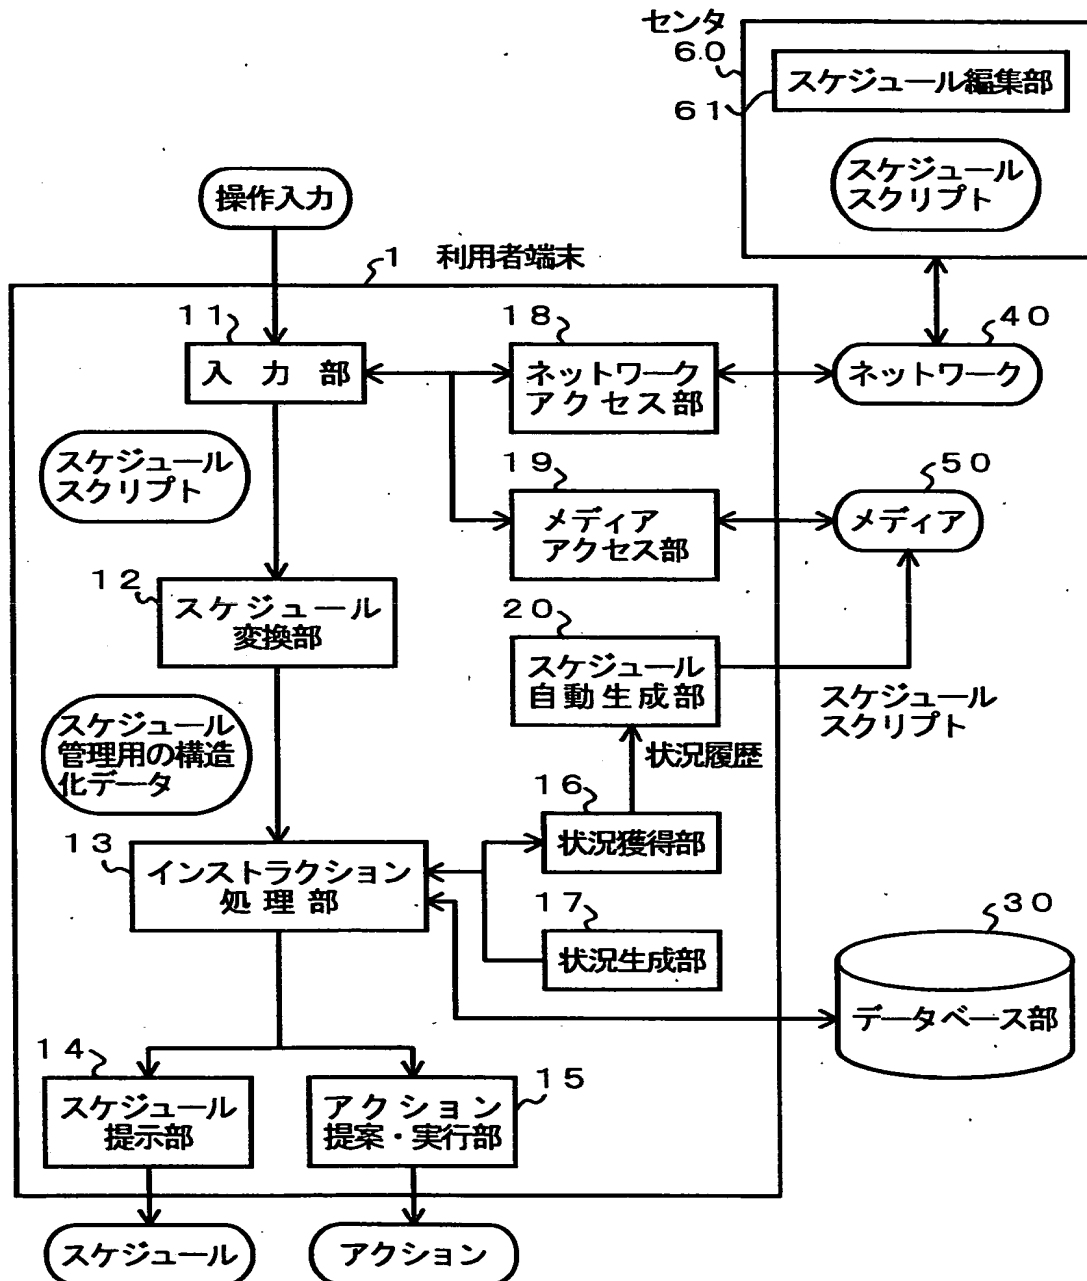 センタ
６０
スケジュール編集部
６１
スケジュール
スクリプト
操作入力
１ 利用者端末
１１
入力部
１８
ネットワーク
アクセス部
４０
ネットワーク
スケジュール
スクリプト
１９
メディア
アクセス部
５０
メディア
１２
スケジュール
変換部
２０
スケジュール
自動生成部
スケジュール
スクリプト
スケジュール
管理用の構造
化データ
状況履歴
１６
状況獲得部
１３
インストラクション
処理部
１７
状況生成部
３０
データベース部
１４
スケジュール
提示部
１５
アクション
提案・実行部
スケジュール
アクション